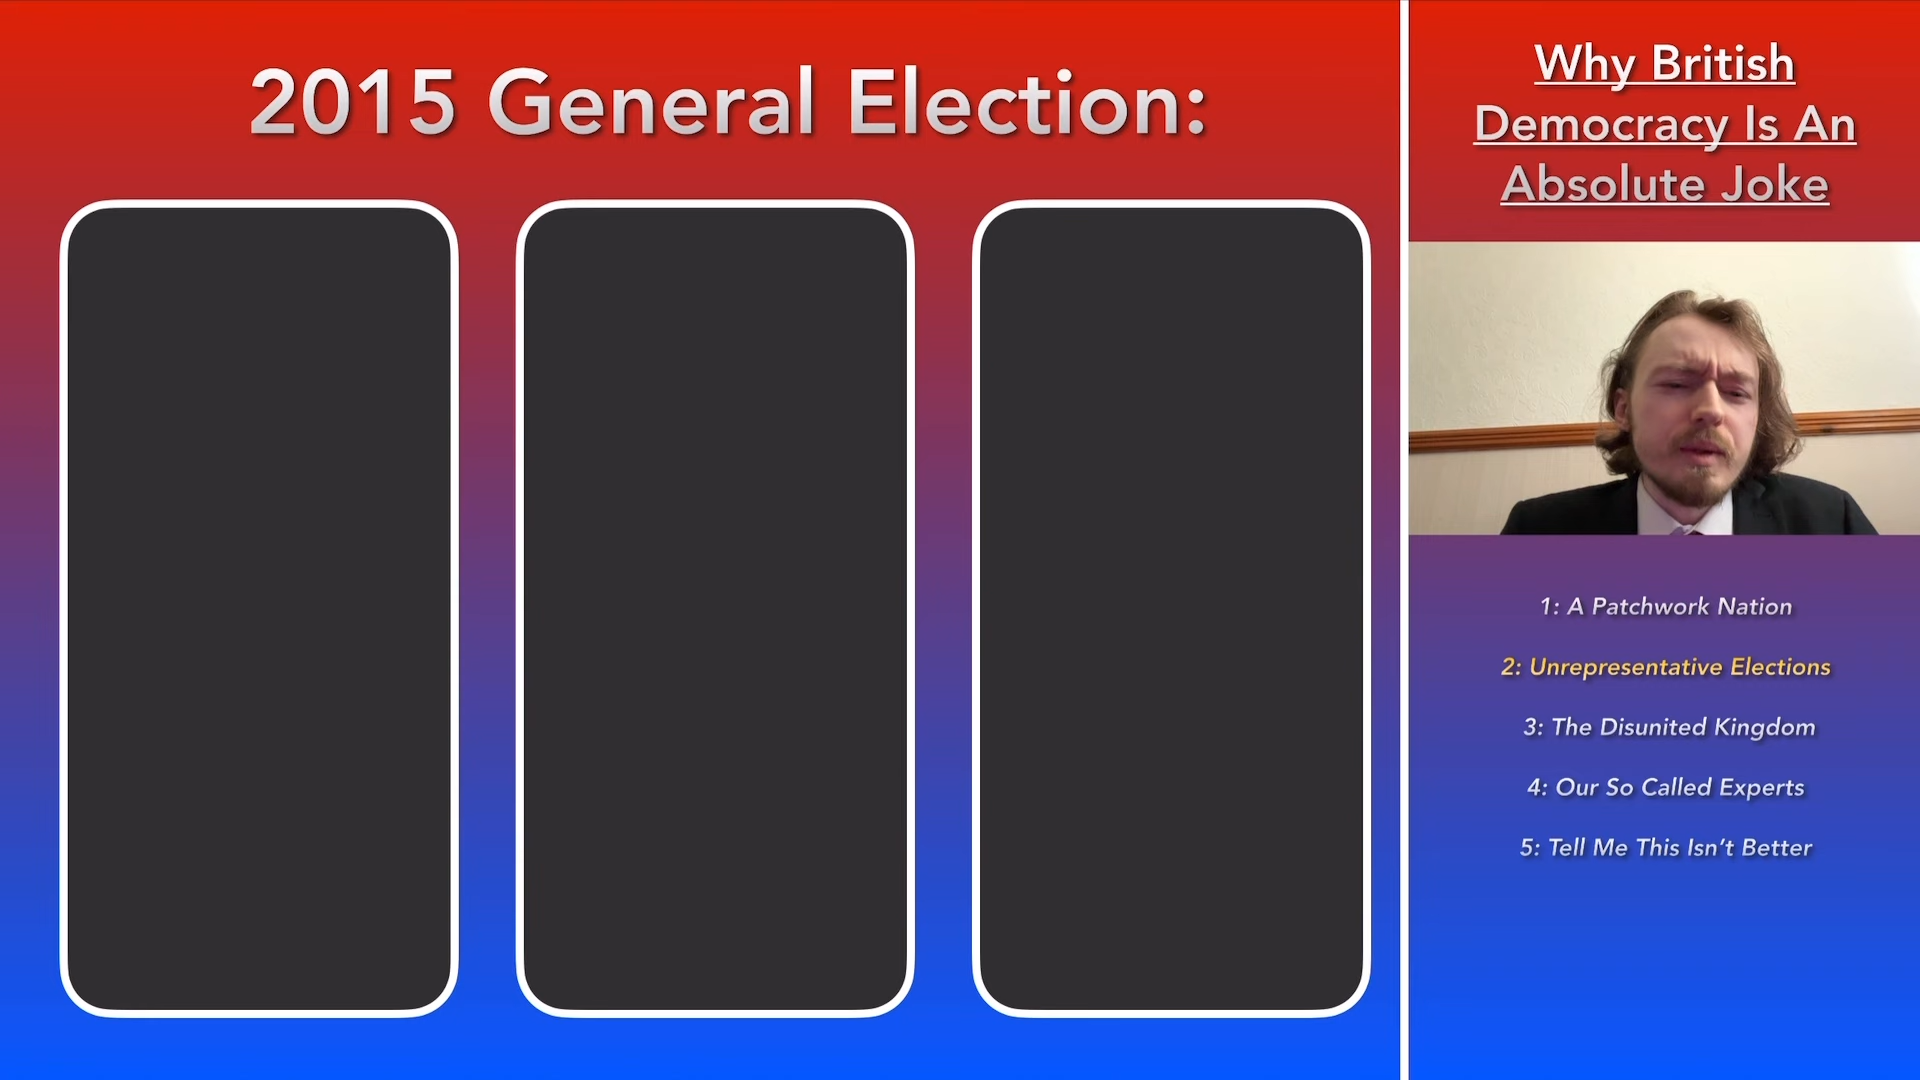 2015 General Election:
Why British
Democracy Is An
Absolute Joke
1: A Patchwork Nation
2: Unrepresentative Elections
3: The Disunited Kingdom
4: Our So Called Experts
5: Tell Me This Isn’t Better